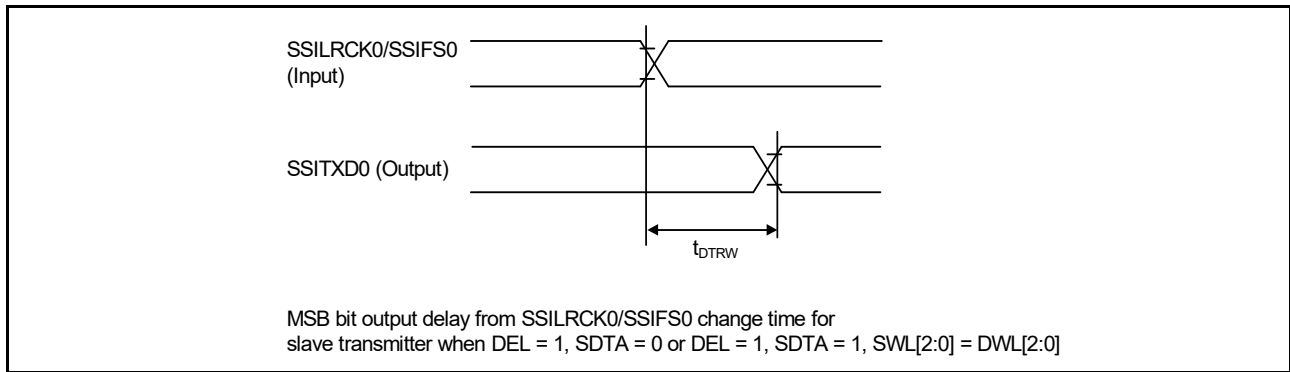 SSILRCK0/SSIFS0
(Input)
SSITXD0 (Output)
tDTRW
MSB bit output delay from SSILRCK0/SSIFS0 change time for
slave transmitter when DEL = 1, SDTA = 0 or DEL = 1, SDTA = 1, SWL[2:0] = DWL[2:0]